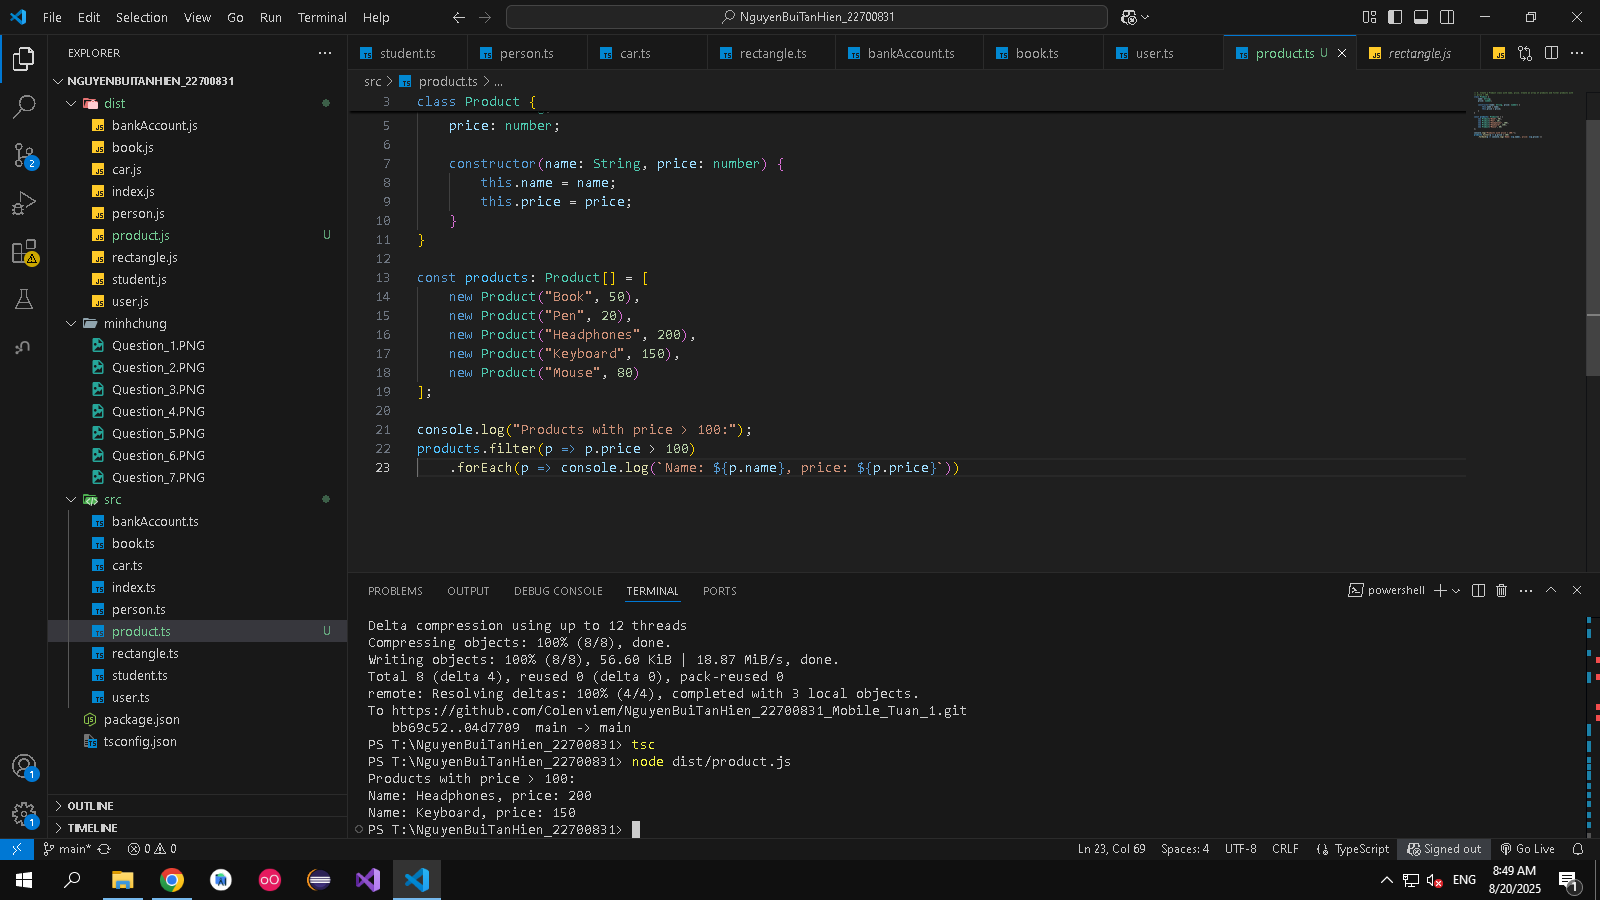 File Edit Selection View Go Run Terminal Help
NguyenBuiTanHien_22700831
EXPLORER
NGUYENBUITANHIEN_22700831
dist
bankAccount.js
book.js
car.js
index.js
person.js
product.js U
rectangle.js
student.js
user.js
minhchung
Question_1.PNG
Question_2.PNG
Question_3.PNG
Question_4.PNG
Question_5.PNG
Question_6.PNG
Question_7.PNG
src
bankAccount.ts
book.ts
car.ts
index.ts
person.ts
product.ts U
rectangle.ts
student.ts
user.ts
package.json
tsconfig.json
OUTLINE
TIMELINE
student.ts person.ts car.ts rectangle.ts bankAccount.ts book.ts user.ts product.ts U rectangle.js
src > product.ts > ...
3 class Product {
5 price: number;
6
7 constructor(name: String, price: number) {
8 this.name = name;
9 this.price = price;
10 }
11 }
12
13 const products: Product[] = [
14 new Product("Book", 50),
15 new Product("Pen", 20),
16 new Product("Headphones", 200),
17 new Product("Keyboard", 150),
18 new Product("Mouse", 80)
19 ];
20
21 console.log("Products with price > 100:");
22 products.filter(p => p.price > 100)
23 .forEach(p => console.log(`Name: ${p.name}, price: ${p.price}`))
PROBLEMS OUTPUT DEBUG CONSOLE TERMINAL PORTS
powershell
Delta compression using up to 12 threads
Compressing objects: 100% (8/8), done.
Writing objects: 100% (8/8), 56.60 KiB | 18.87 MiB/s, done.
Total 8 (delta 4), reused 0 (delta 0), pack-reused 0
remote: Resolving deltas: 100% (4/4), completed with 3 local objects.
To https://github.com/Colenviem/NguyenBuiTanHien_22700831_Mobile_Tuan_1.git
bb69c52..04d7709 main -> main
PS T:\NguyenBuiTanHien_22700831> tsc
PS T:\NguyenBuiTanHien_22700831> node dist/product.js
Products with price > 100:
Name: Headphones, price: 200
Name: Keyboard, price: 150
PS T:\NguyenBuiTanHien_22700831>
main* 0 0
Ln 23, Col 69 Spaces: 4 UTF-8 CRLF TypeScript Signed out Go Live
ENG
8:49 AM
8/20/2025